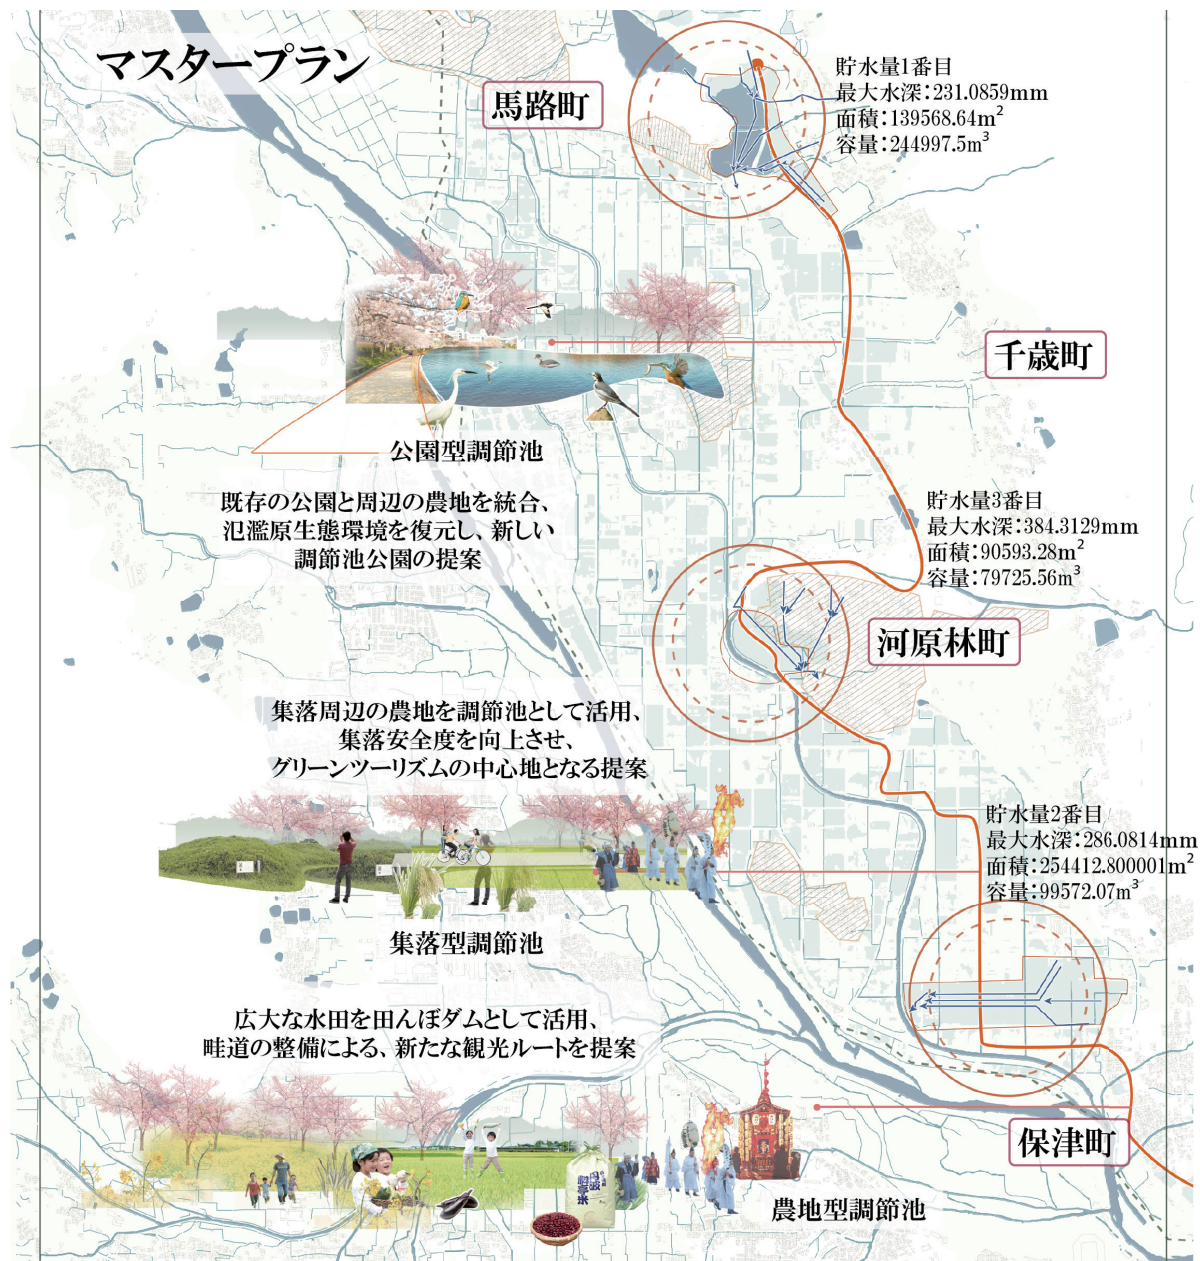 マスタープラン
馬路町
貯水量1番目
最大水深:231.0859mm
面積:139568.64m²
容量:244997.5m³
千歳町
公園型調節池
既存の公園と周辺の農地を統合、
氾濫原生態環境を復元し、新しい
調節池公園の提案
貯水量3番目
最大水深:384.3129mm
面積:90593.28m²
容量:79725.56m³
河原林町
集落周辺の農地を調節池として活用、
集落安全度を向上させ、
グリーンツーリズムの中心地となる提案
貯水量2番目
最大水深:286.0814mm
面積:254412.800001m²
容量:99572.07m³
集落型調節池
広大な水田を田んぼダムとして活用、
畦道の整備による、新たな観光ルートを提案
保津町
農地型調節池